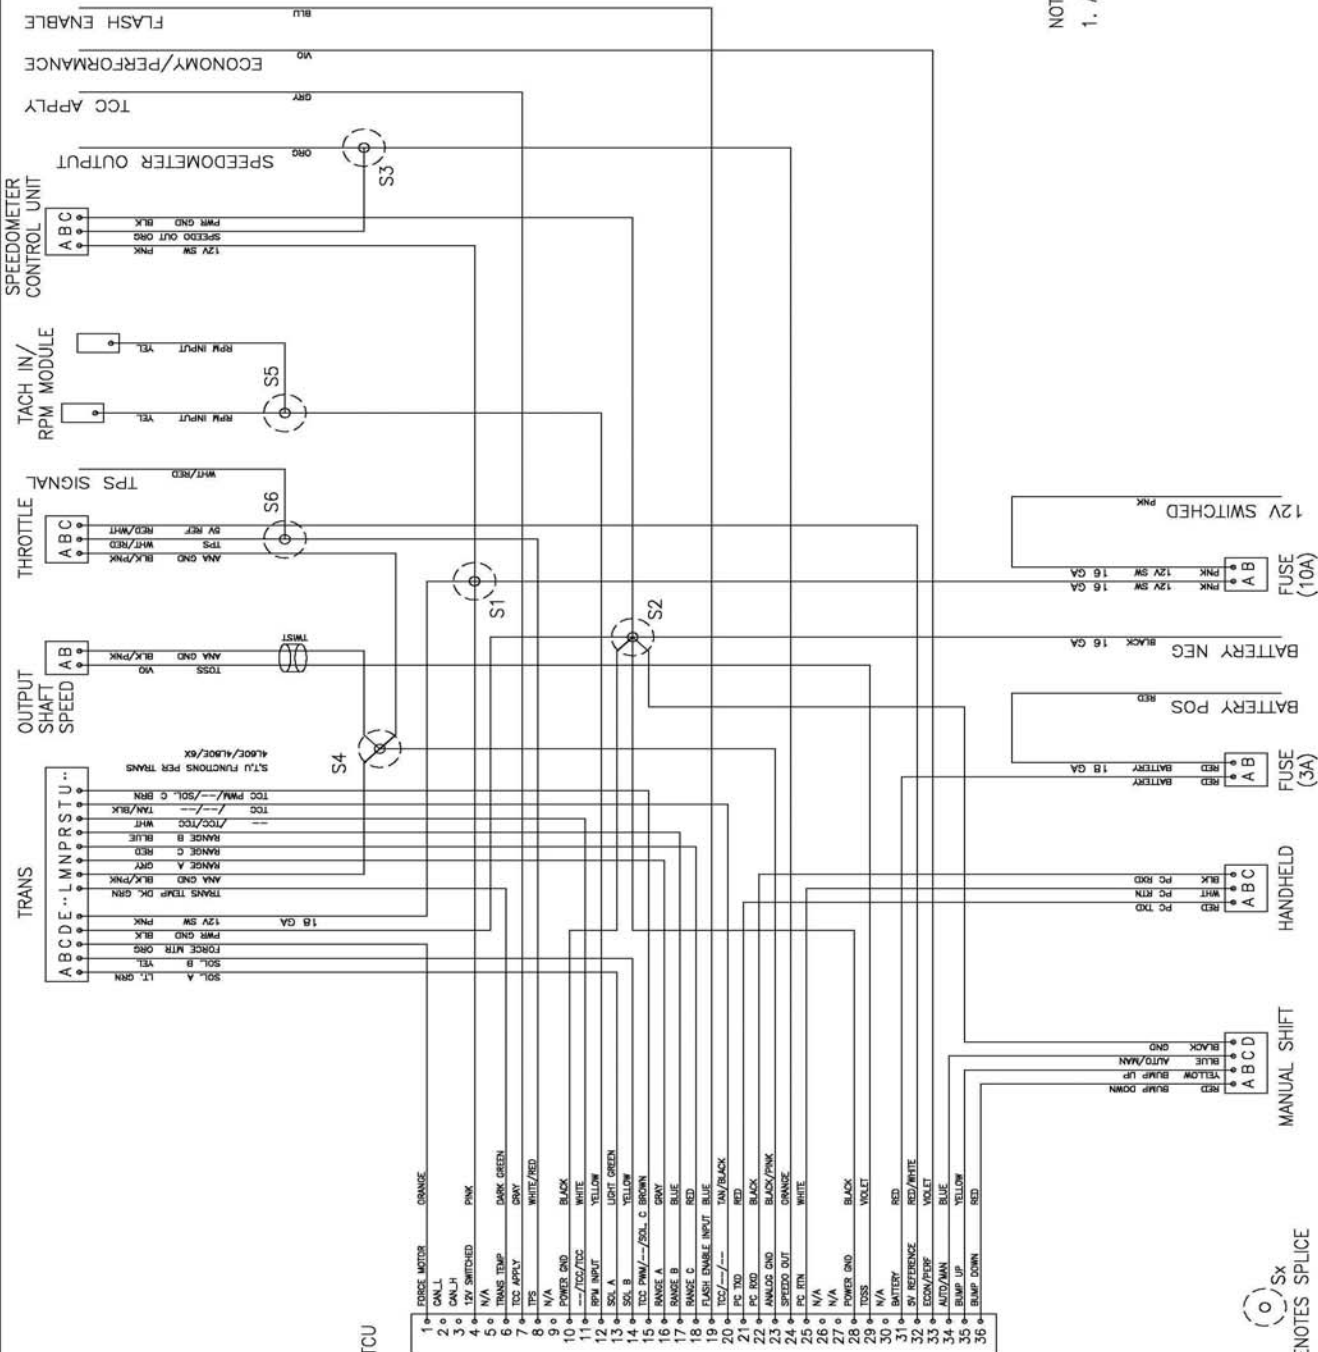 FLASH ENABLE
BLU
ECONOMY/PERFORMANCE
VIO
TCC APPLY
GRY
SPEEDOMETER OUTPUT
ORG
S3
SPEEDOMETER
CONTROL UNIT
A B C
PWR GND BLK
SPEEDO OUT ORG
12V SW PNK
TACH IN/
RPM MODULE
RPM INPUT YEL
RPM INPUT YEL
S5
TPS SIGNAL
WHT/RED
S6
THROTTLE
A B C
5V REF RED/WHT
TPS WHT/RED
ANA GND BLK/PNK
S1
OUTPUT
SHAFT
SPEED
A B
ANA GND BLK/PNK
TOSS VIO
TWIST
S2
S4
TRANS
A B C D E .. L M N P R S T U ..
S,T,U FUNCTIONS PER TRANS
4L60E/4L80E/6X
TCC PWM/--/SOL. C BRN
TCC /--/-- TAN/BLK
-- /TCC/TCC WHT
RANGE B BLUE
RANGE C RED
RANGE A GRY
ANA GND BLK/PNK
TRANS TEMP DK. GRN
12V SW PNK
18 GA
PWR GND BLK
FORCE MTR ORG
SOL B YEL
SOL A LT. GRN
12V SWITCHED
PNK
FUSE
(10A)
A B
PNK 12V SW 16 GA
PNK 12V SW 16 GA
BATTERY NEG
BLACK 16 GA
BATTERY POS
RED
FUSE
(3A)
A B
RED BATTERY 18 GA
RED BATTERY
HANDHELD
A B C
BLK PC RXD
WHT PC RTN
RED PC TXD
MANUAL SHIFT
A B C D
BLACK GND
BLUE AUTO/MAN
YELLOW BUMP UP
RED BUMP DOWN
TCU
1 FORCE MOTOR ORANGE
2 CAN_L
3 CAN_H
4 12V SWITCHED PINK
5 N/A
6 TRANS TEMP DARK GREEN
7 TCC APPLY GRAY
8 TPS WHITE/RED
9 N/A
10 POWER GND BLACK
11 --/TCC/TCC WHITE
12 RPM INPUT YELLOW
13 SOL A LIGHT GREEN
14 SOL B YELLOW
15 TCC PWM/--/SOL. C BROWN
16 RANGE A GRAY
17 RANGE B BLUE
18 RANGE C RED
19 FLASH ENABLE INPUT BLUE
20 TCC/--/-- TAN/BLACK
21 PC TXD RED
22 PC RXD BLACK
23 ANALOG GND BLACK/PINK
24 SPEEDO OUT ORANGE
25 PC RTN WHITE
26 N/A
27 N/A
28 POWER GND BLACK
29 TOSS VIOLET
30 N/A
31 BATTERY RED
32 5V REFERENCE RED/WHITE
33 ECON/PERF VIOLET
34 AUTO/MAN BLUE
35 BUMP UP YELLOW
36 BUMP DOWN RED
Sx
ENOTES SPLICE
NOT
1.